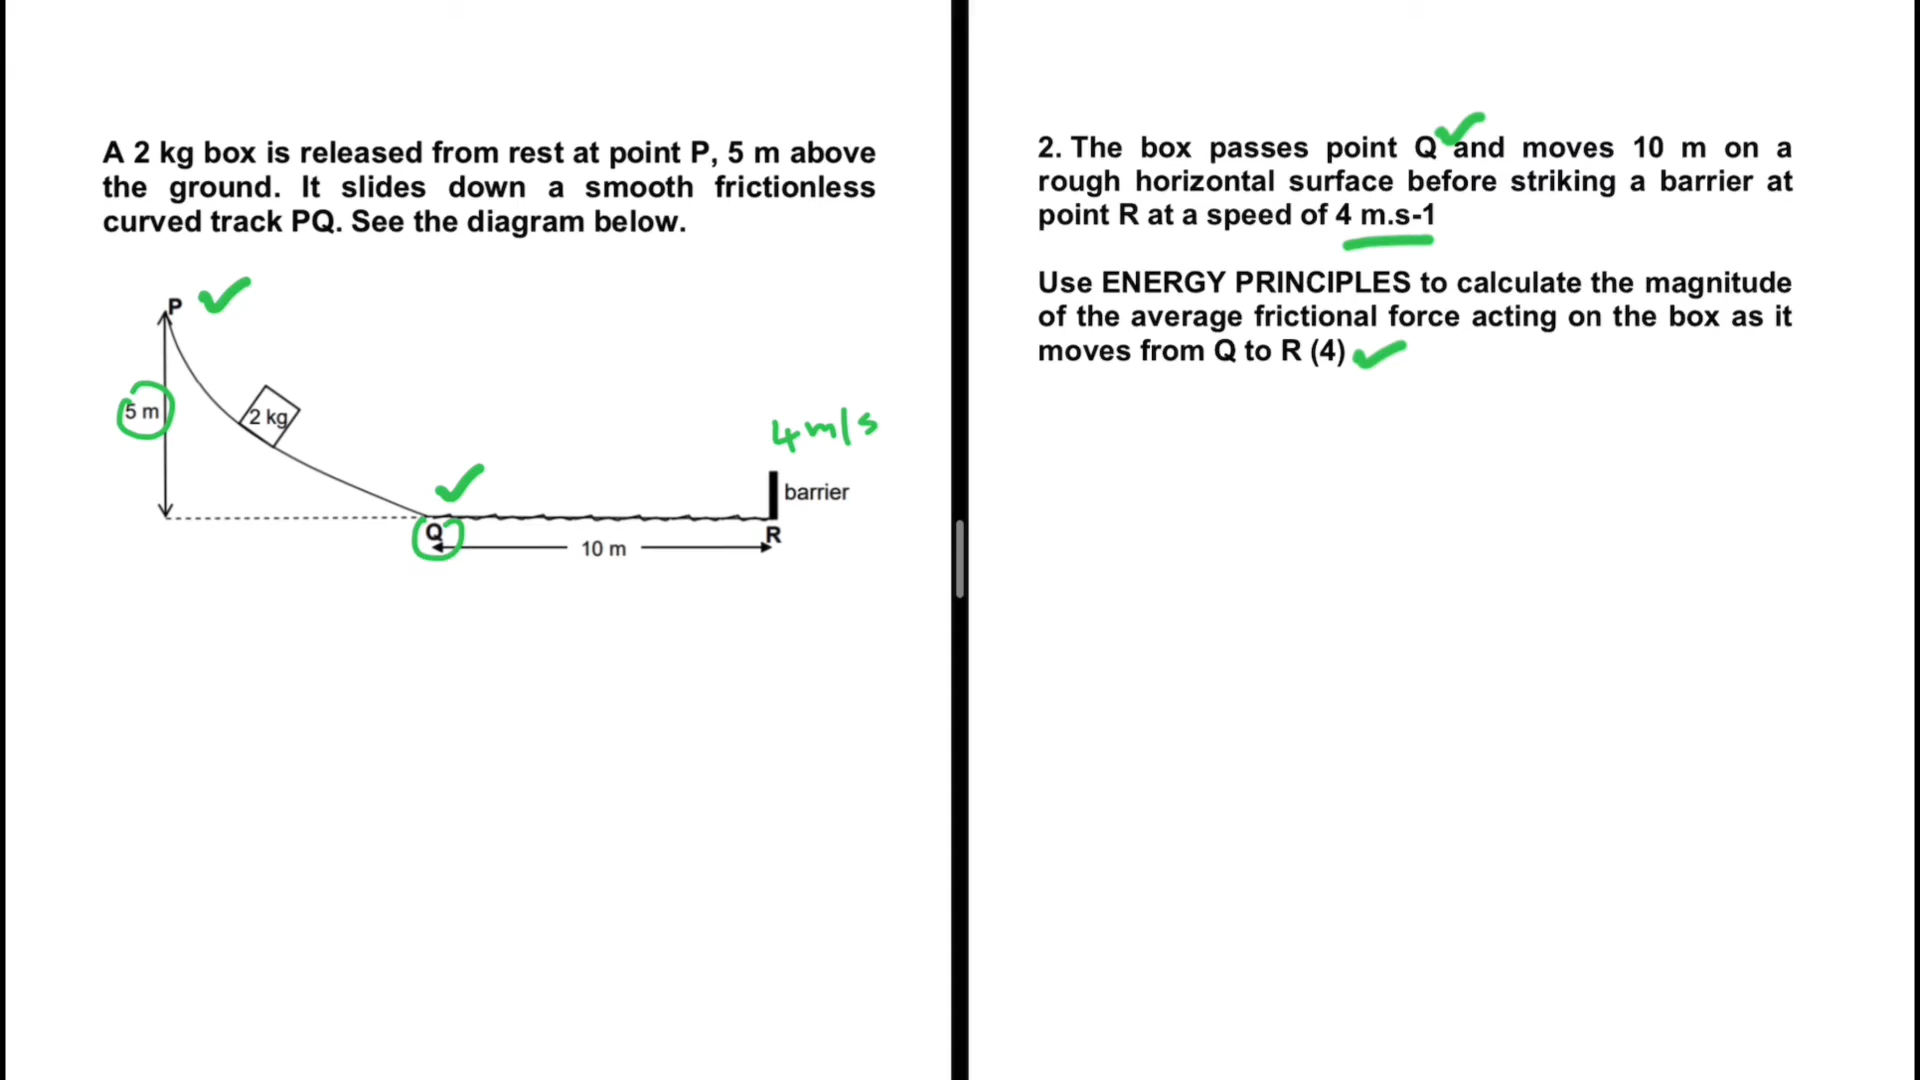 A 2 kg box is released from rest at point P, 5 m above
the ground. It slides down a smooth frictionless
curved track PQ. See the diagram below.
P
5 m
2 kg
4 m/s
barrier
Q
R
10 m
2. The box passes point Q and moves 10 m on a
rough horizontal surface before striking a barrier at
point R at a speed of 4 m.s-1
Use ENERGY PRINCIPLES to calculate the magnitude
of the average frictional force acting on the box as it
moves from Q to R (4)